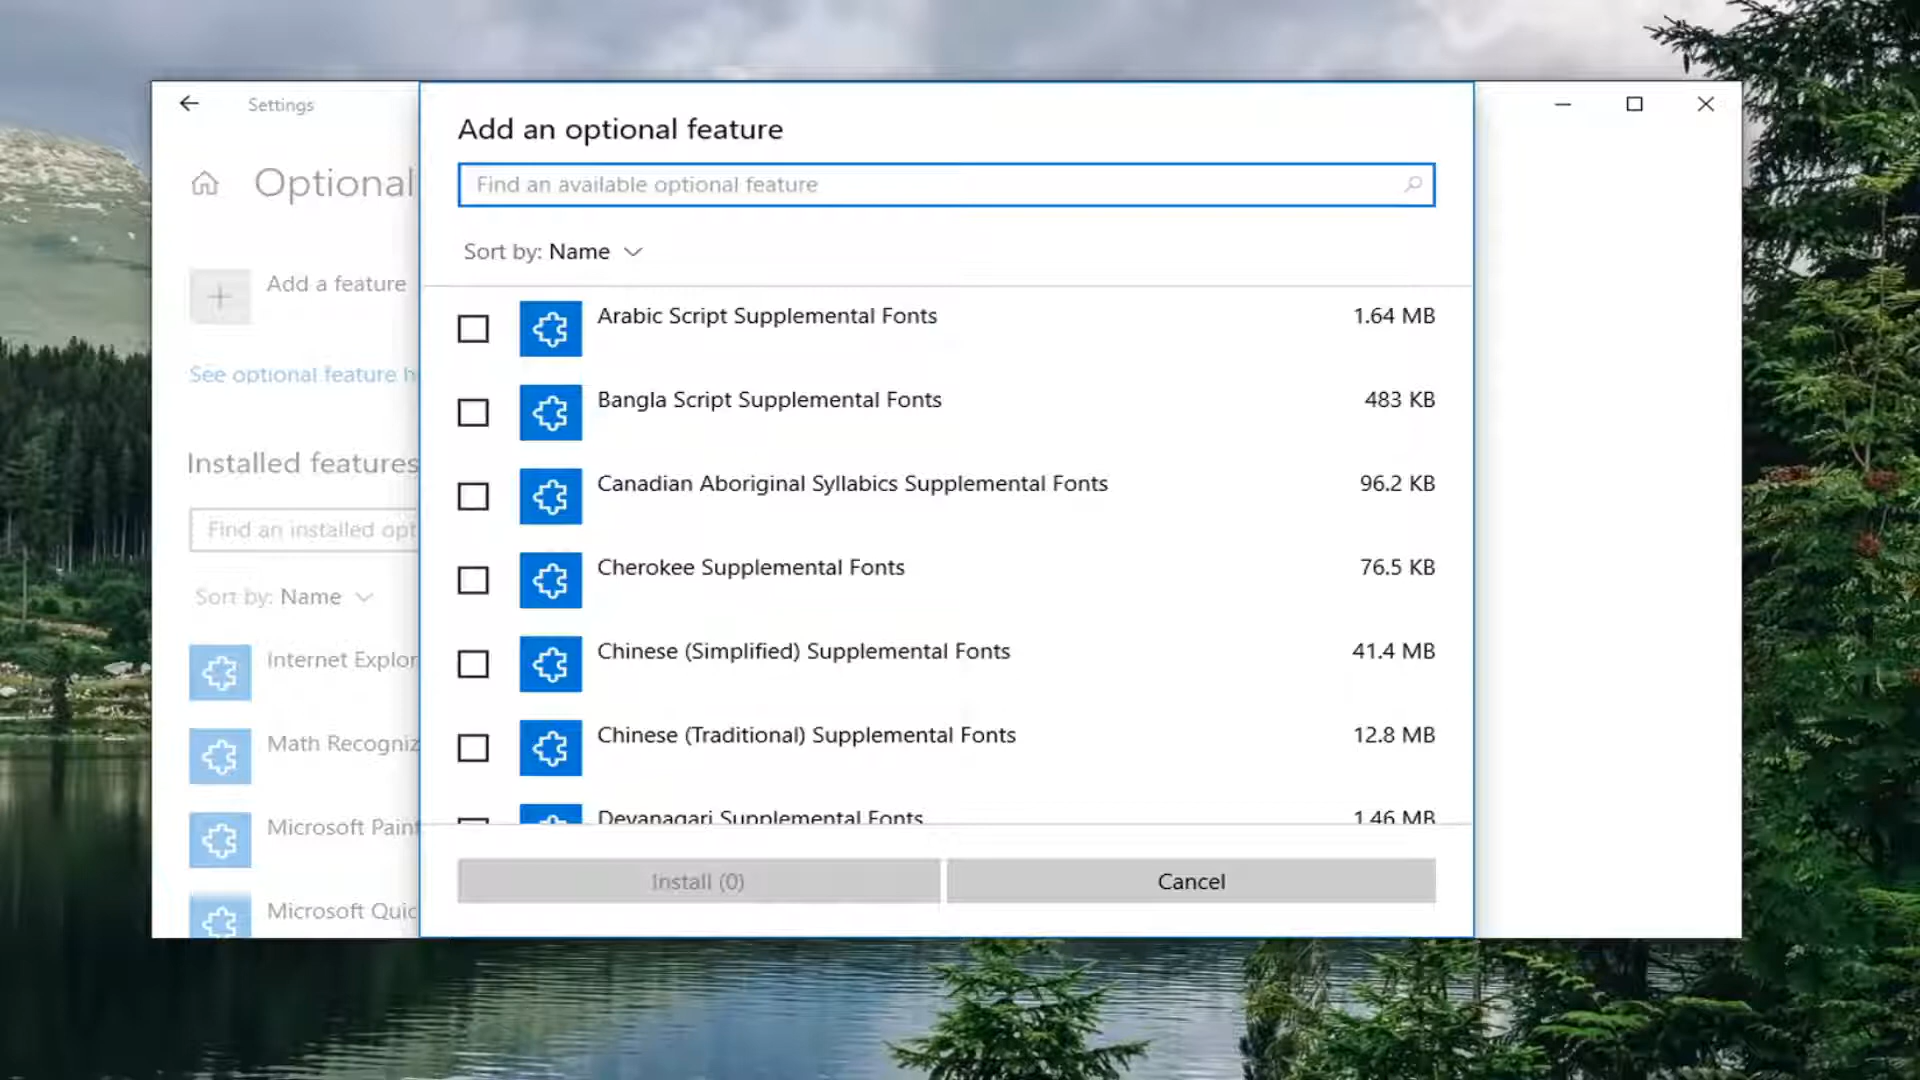 Settings
Optional
Add a feature
See optional feature h
Installed features
Find an installed opt
Sort by: Name
Internet Explor
Math Recogniz
Microsoft Paint
Microsoft Quic
Add an optional feature
Find an available optional feature
Sort by: Name
Arabic Script Supplemental Fonts 1.64 MB
Bangla Script Supplemental Fonts 483 KB
Canadian Aboriginal Syllabics Supplemental Fonts 96.2 KB
Cherokee Supplemental Fonts 76.5 KB
Chinese (Simplified) Supplemental Fonts 41.4 MB
Chinese (Traditional) Supplemental Fonts 12.8 MB
Devanagari Supplemental Fonts 1.46 MB
Install (0) Cancel